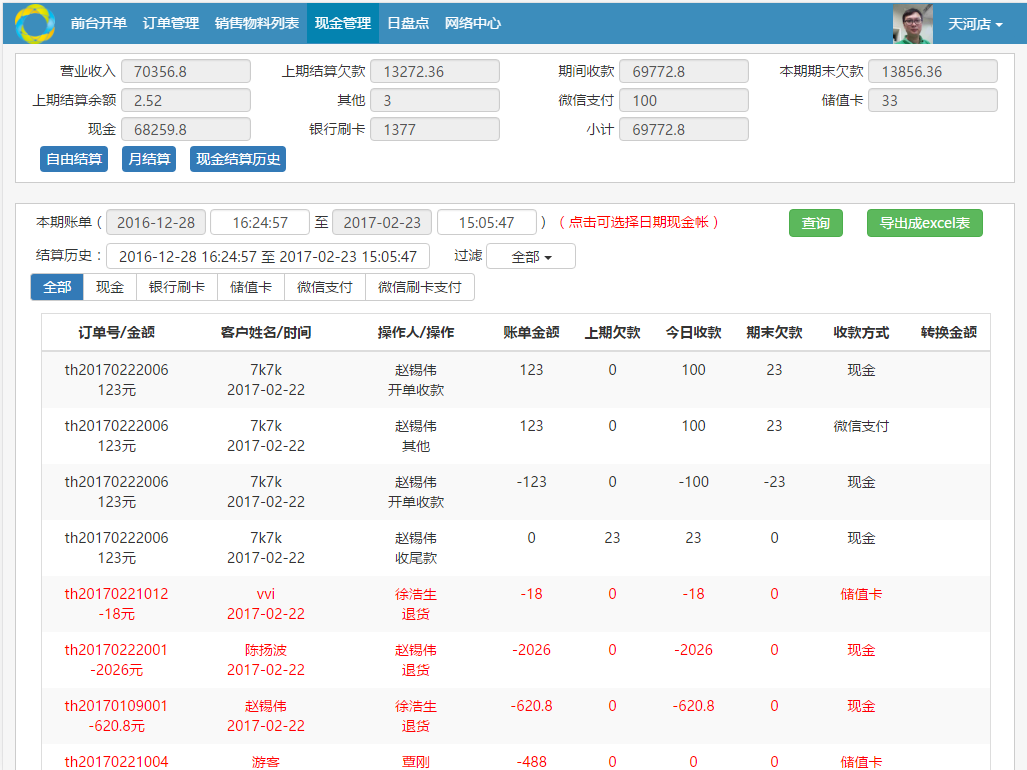 前台开单 订单管理 销售物料列表 现金管理 日盘点 网络中心 天河店
营业收入 70356.8 上期结算欠款 13272.36 期间收款 69772.8 本期期末欠款 13856.36
上期结算余额 2.52 其他 3 微信支付 100 储值卡 33
现金 68259.8 银行刷卡 1377 小计 69772.8
自由结算 月结算 现金结算历史
本期账单 ( 2016-12-28 16:24:57 至 2017-02-23 15:05:47 ) ( 点击可选择日期现金帐 ) 查询 导出成excel表
结算历史: 2016-12-28 16:24:57 至 2017-02-23 15:05:47 过滤 全部
全部 现金 银行刷卡 储值卡 微信支付 微信刷卡支付
订单号/金额 客户姓名/时间 操作人/操作 账单金额 上期欠款 今日收款 期末欠款 收款方式 转换金额
th20170222006 7k7k 赵锡伟 123 0 100 23 现金
123元 2017-02-22 开单收款
th20170222006 7k7k 赵锡伟 123 0 100 23 微信支付
123元 2017-02-22 其他
th20170222006 7k7k 赵锡伟 -123 0 -100 -23 现金
123元 2017-02-22 开单收款
th20170222006 7k7k 赵锡伟 0 23 23 0 现金
123元 2017-02-22 收尾款
th20170221012 vvi 徐浩生 -18 0 -18 0 储值卡
-18元 2017-02-22 退货
th20170222001 陈扬波 赵锡伟 -2026 0 -2026 0 现金
-2026元 2017-02-22 退货
th20170109001 赵锡伟 徐浩生 -620.8 0 -620.8 0 现金
-620.8元 2017-02-22 退货
th20170221004 游客 覃刚 -488 0 0 0 储值卡